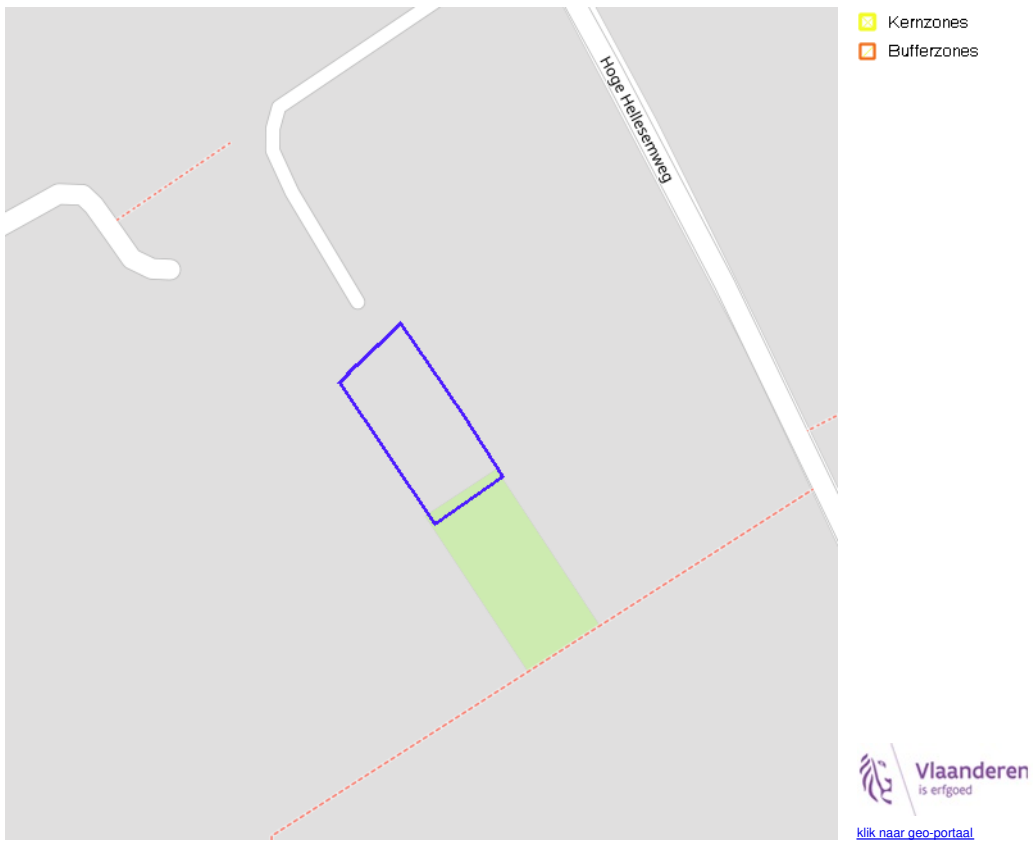 Kernzones
Bufferzones
Hoge Hellesemweg
Vlaanderen
is erfgoed
klik naar geo-portaal